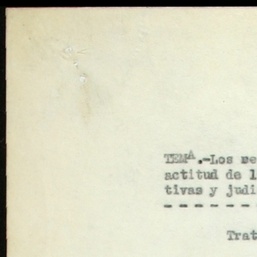 TEMA.-Los me
actitud de l
tivas y judi
- - - - - - -
Trat